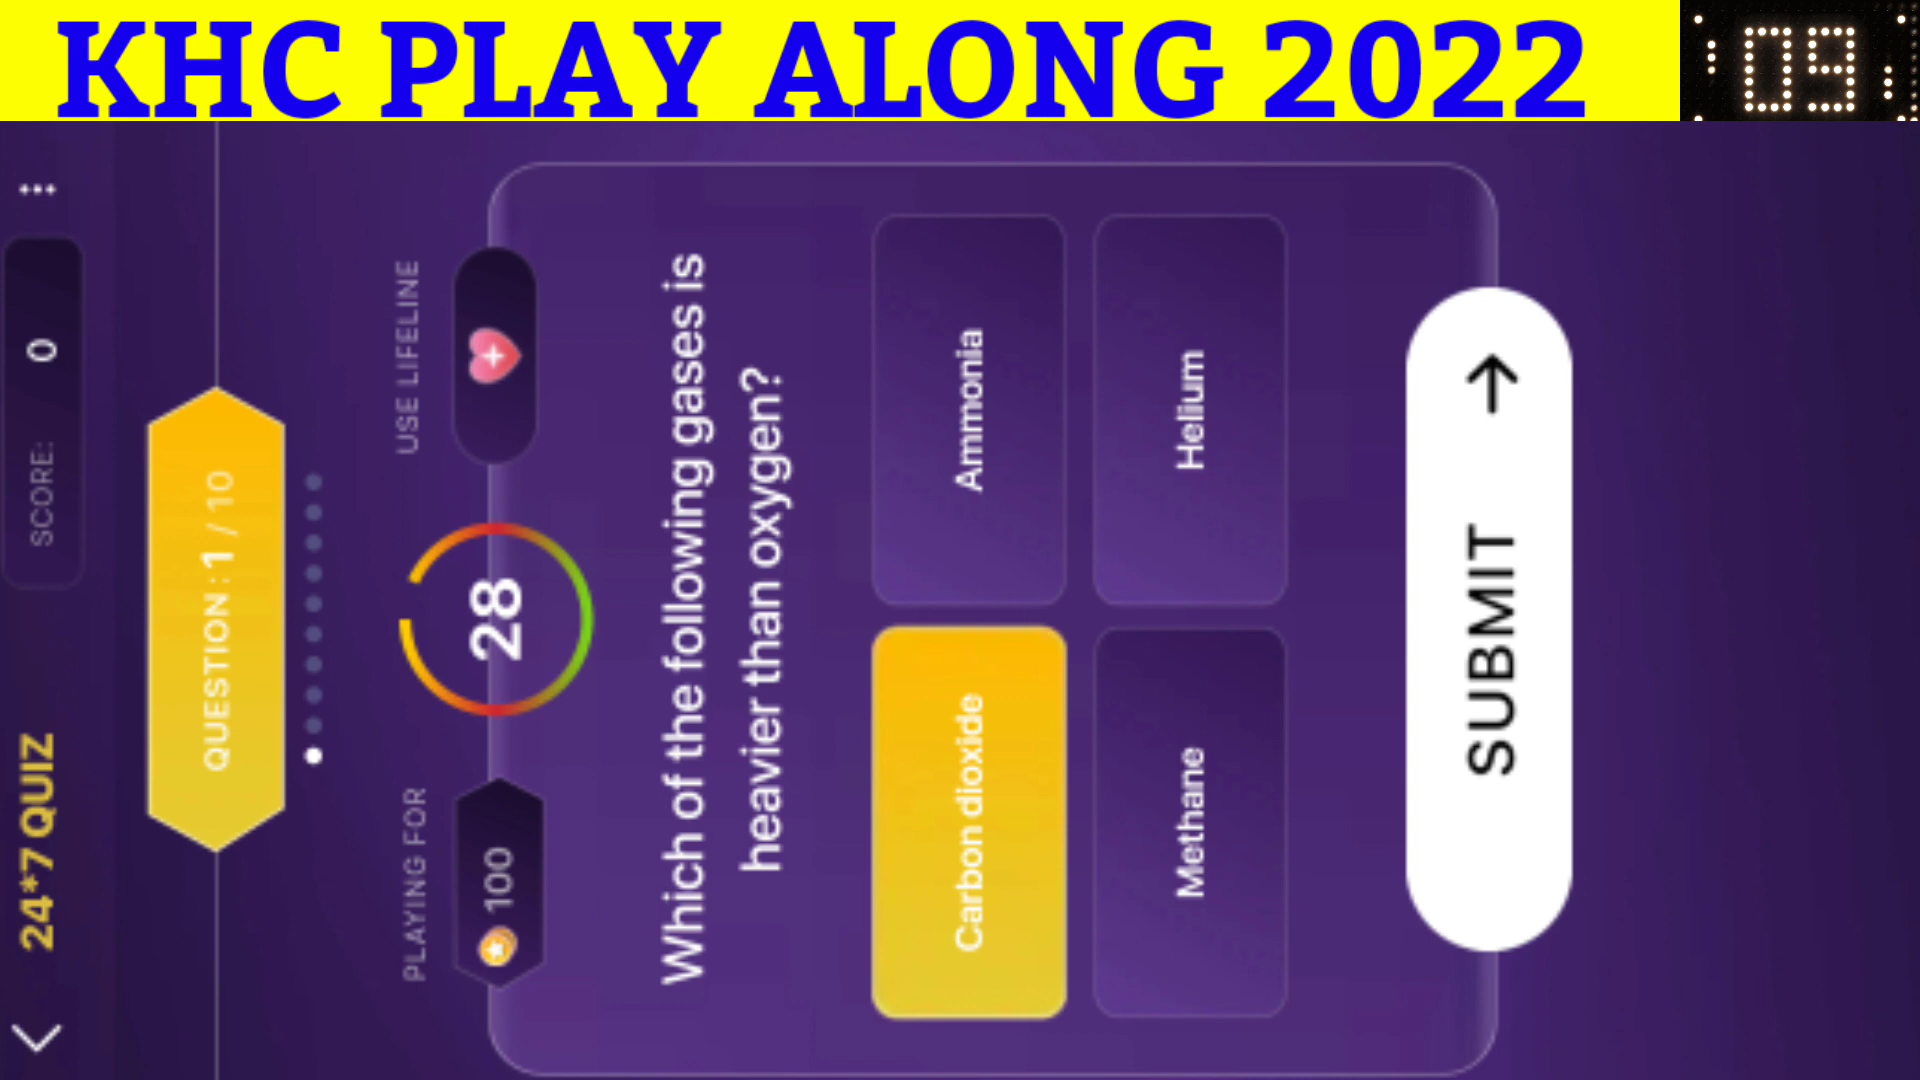 KHC PLAY ALONG 2022
09
24*7 QUIZ
SCORE: 0
QUESTION : 1 / 10
PLAYING FOR
100
28
USE LIFELINE
Which of the following gases is
heavier than oxygen?
Carbon dioxide
Ammonia
Methane
Helium
SUBMIT →